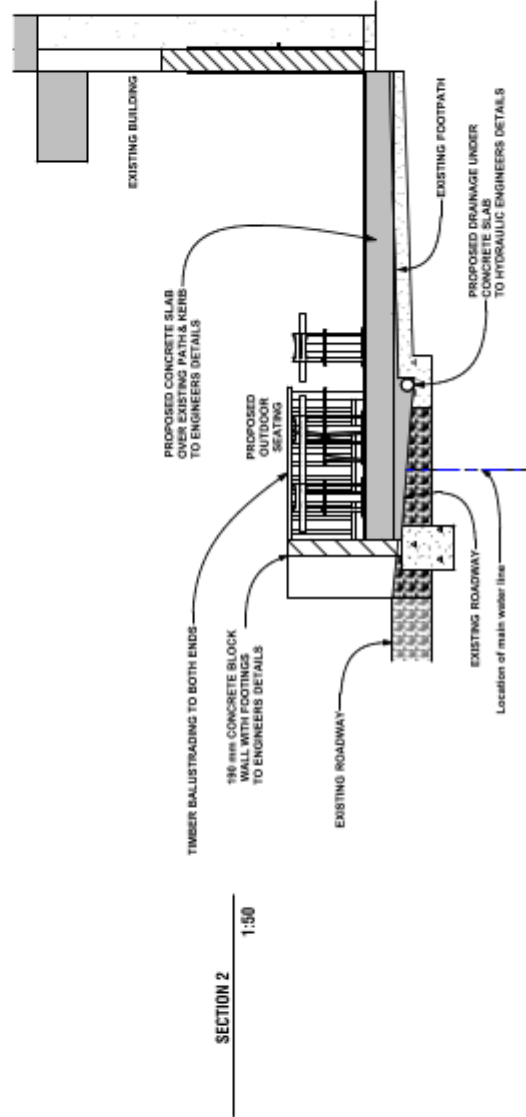 EXISTING BUILDING
PROPOSED CONCRETE SLAB
OVER EXISTING PATH & KERB
TO ENGINEERS DETAILS
PROPOSED
OUTDOOR
SEATING
TIMBER BALUSTRADING TO BOTH ENDS
190 mm CONCRETE BLOCK
WALL WITH FOOTINGS
TO ENGINEERS DETAILS
EXISTING ROADWAY
EXISTING FOOTPATH
PROPOSED DRAINAGE UNDER
CONCRETE SLAB
TO HYDRAULIC ENGINEERS DETAILS
EXISTING ROADWAY
Location of main water line
SECTION 2
1:50